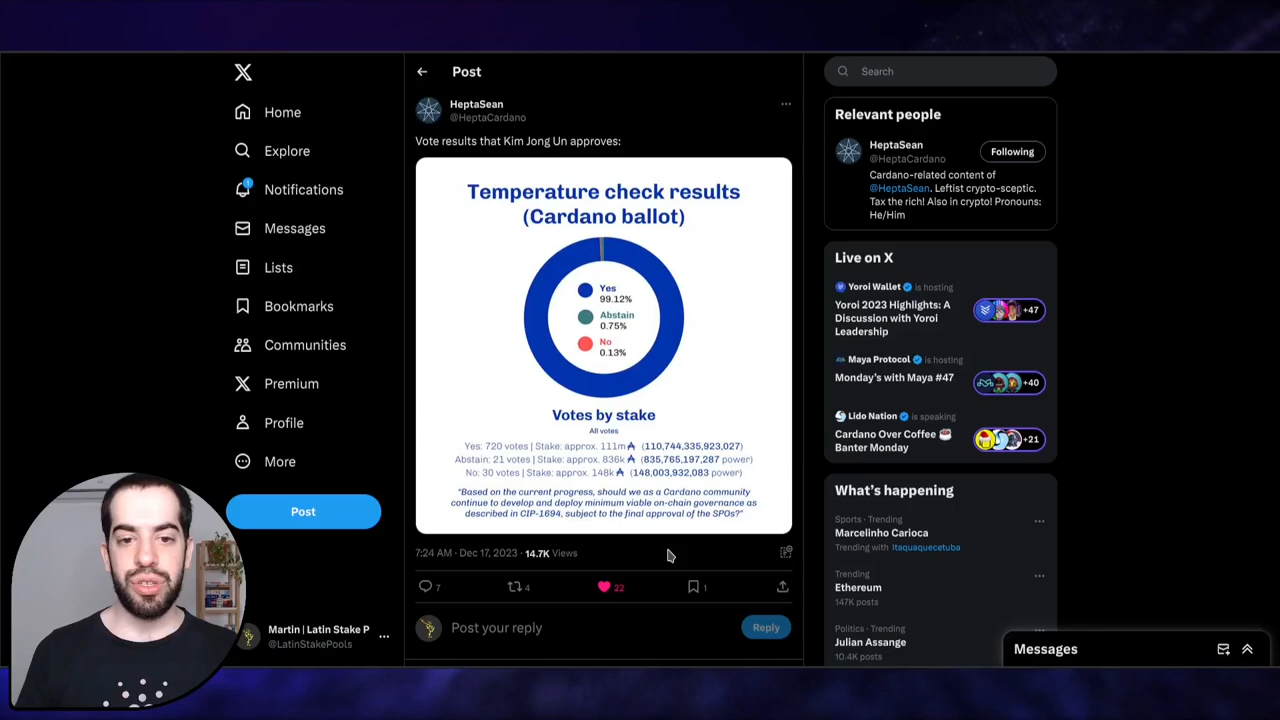 Home
Explore
1
Notifications
Messages
Lists
Bookmarks
Communities
Premium
Profile
More
Post
Martin | Latin Stake P
@LatinStakePools
Post
HeptaSean
@HeptaCardano
Vote results that Kim Jong Un approves:
Temperature check results
(Cardano ballot)
Yes
99.12%
Abstain
0.75%
No
0.13%
Votes by stake
All votes
Yes: 720 votes | Stake: approx. 111m₳ (110,744,335,923,027)
Abstain: 21 votes | Stake: approx. 836k₳ (835,765,197,287 power)
No: 30 votes | Stake: approx. 148k₳ (148,003,932,083 power)
"Based on the current progress, should we as a Cardano community
continue to develop and deploy minimum viable on-chain governance as
described in CIP-1694, subject to the final approval of the SPOs?"
7:24 AM · Dec 17, 2023 · 14.7K Views
7
4
22
1
Post your reply
Reply
Search
Relevant people
HeptaSean
@HeptaCardano
Following
Cardano-related content of
@HeptaSean. Leftist crypto-sceptic.
Tax the rich! Also in crypto! Pronouns:
He/Him
Live on X
Yoroi Wallet is hosting
Yoroi 2023 Highlights: A
Discussion with Yoroi
Leadership
+47
Maya Protocol is hosting
Monday's with Maya #47
+40
Lido Nation is speaking
Cardano Over Coffee ☕
Banter Monday
+21
What's happening
Sports · Trending
Marcelinho Carioca
Trending with Itaquaquecetuba
Trending
Ethereum
147K posts
Politics · Trending
Julian Assange
10.4K posts
Messages